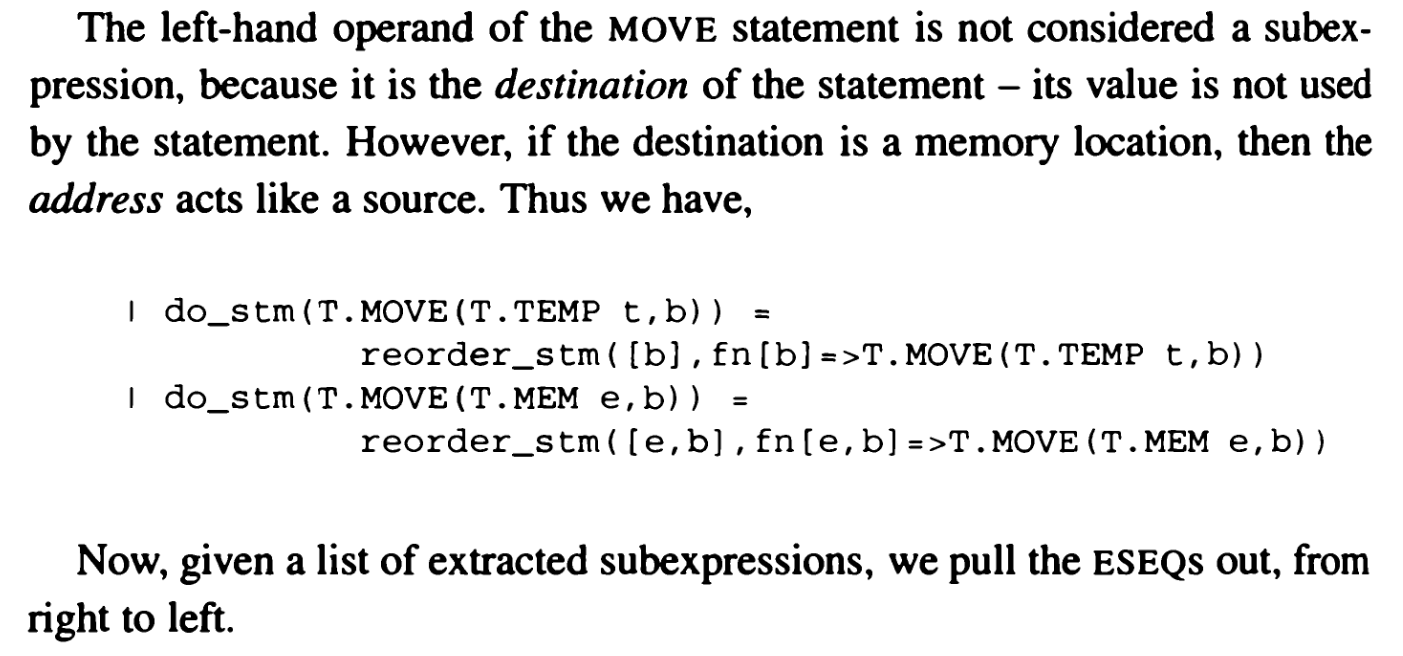 The left-hand operand of the MOVE statement is not considered a subex-
pression, because it is the destination of the statement – its value is not used
by the statement. However, if the destination is a memory location, then the
address acts like a source. Thus we have,
| do_stm(T.MOVE(T.TEMP t,b)) =
reorder_stm([b],fn[b]=>T.MOVE(T.TEMP t,b))
| do_stm(T.MOVE(T.MEM e,b)) =
reorder_stm([e,b],fn[e,b]=>T.MOVE(T.MEM e,b))
Now, given a list of extracted subexpressions, we pull the ESEQs out, from
right to left.